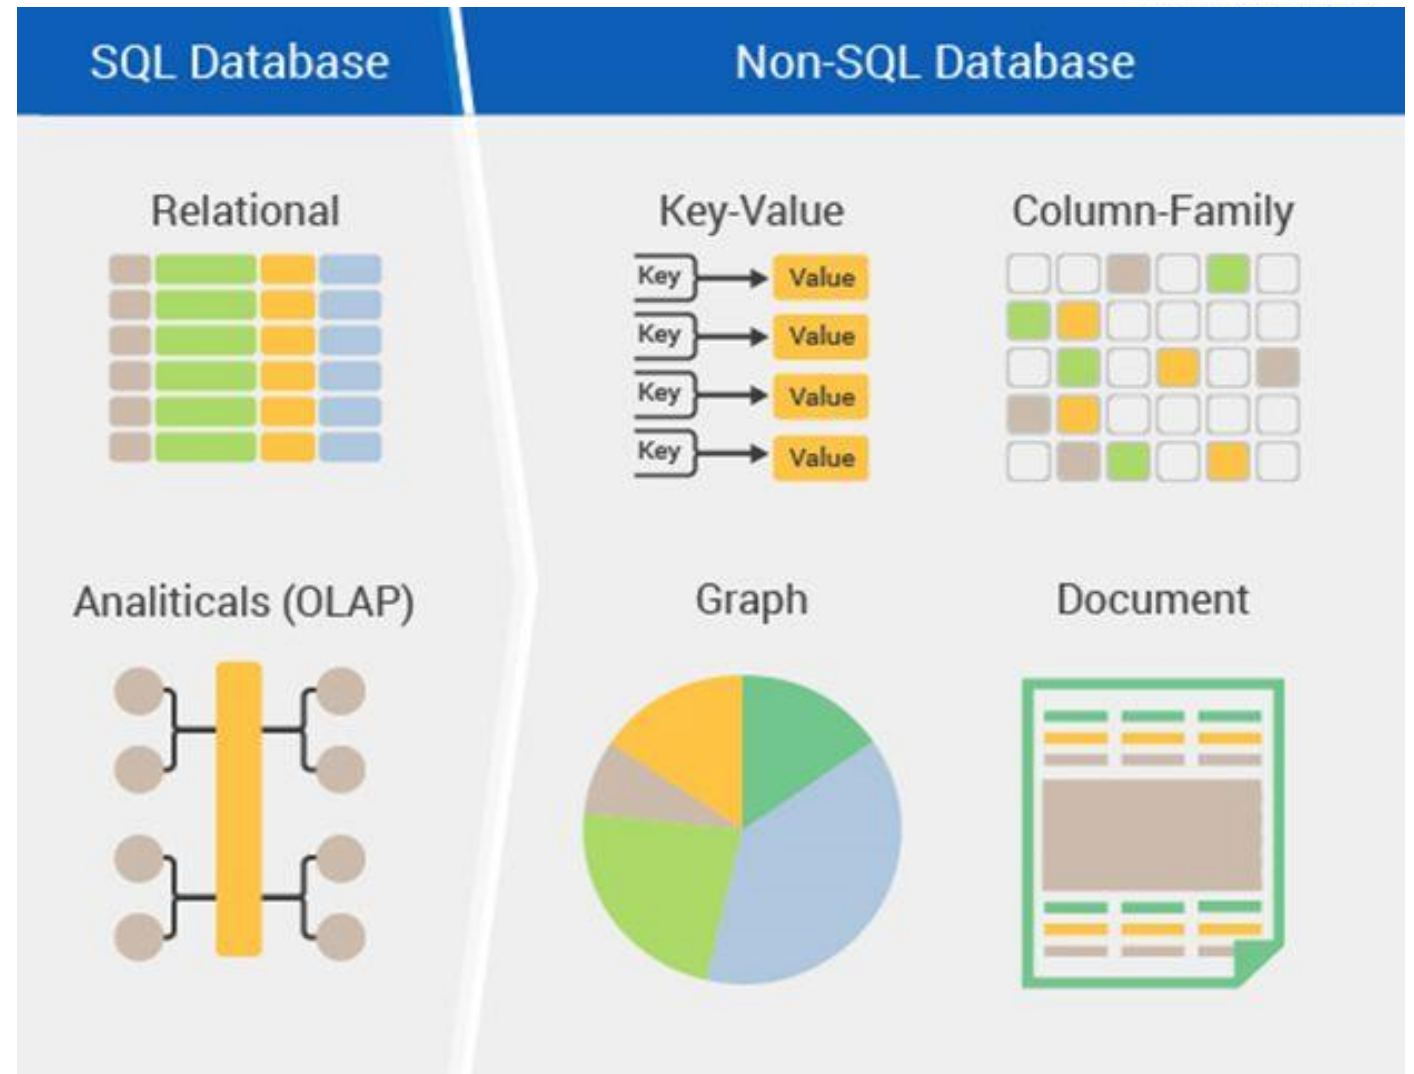 SQL Database
Non-SQL Database
Relational
Key-Value
Column-Family
Key
Value
Key
Value
Key
Value
Key
Value
Analiticals (OLAP)
Graph
Document